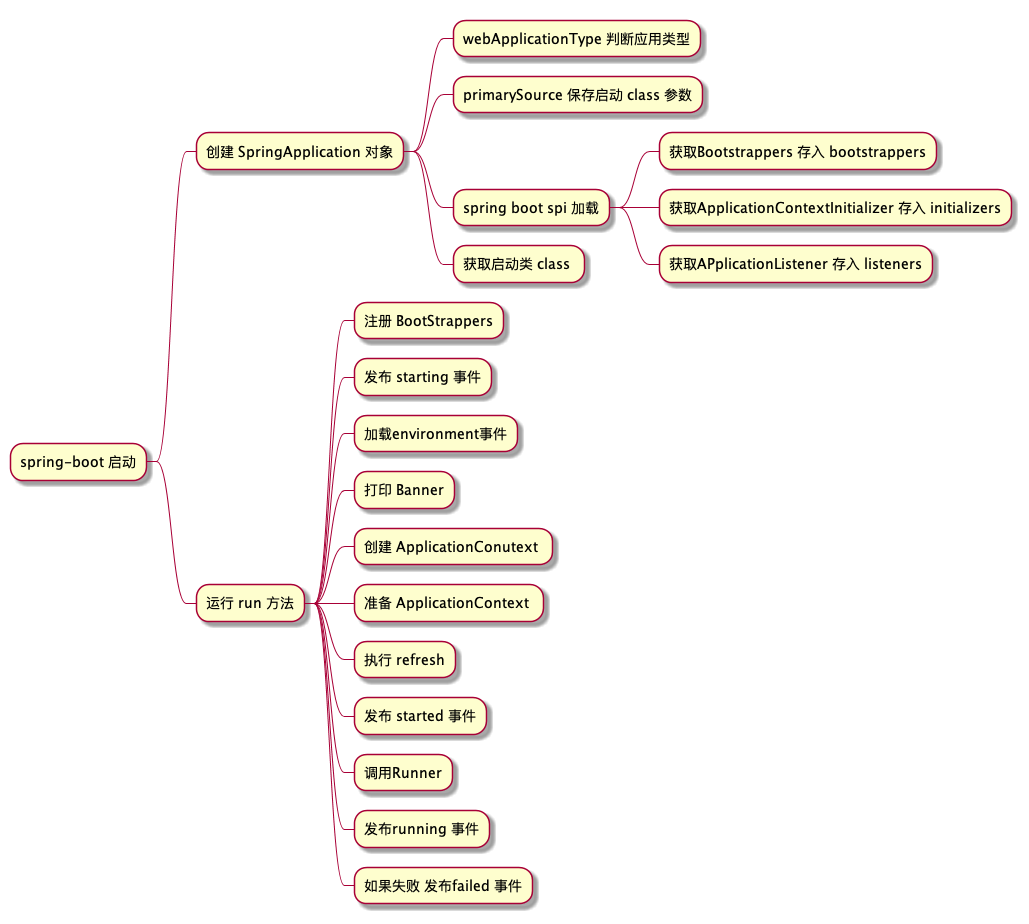 spring-boot 启动
创建 SpringApplication 对象
webApplicationType 判断应用类型
primarySource 保存启动 class 参数
spring boot spi 加载
获取Bootstrappers 存入 bootstrappers
获取ApplicationContextInitializer 存入 initializers
获取APplicationListener 存入 listeners
获取启动类 class
运行 run 方法
注册 BootStrappers
发布 starting 事件
加载environment事件
打印 Banner
创建 ApplicationConutext
准备 ApplicationContext
执行 refresh
发布 started 事件
调用Runner
发布running 事件
如果失败 发布failed 事件